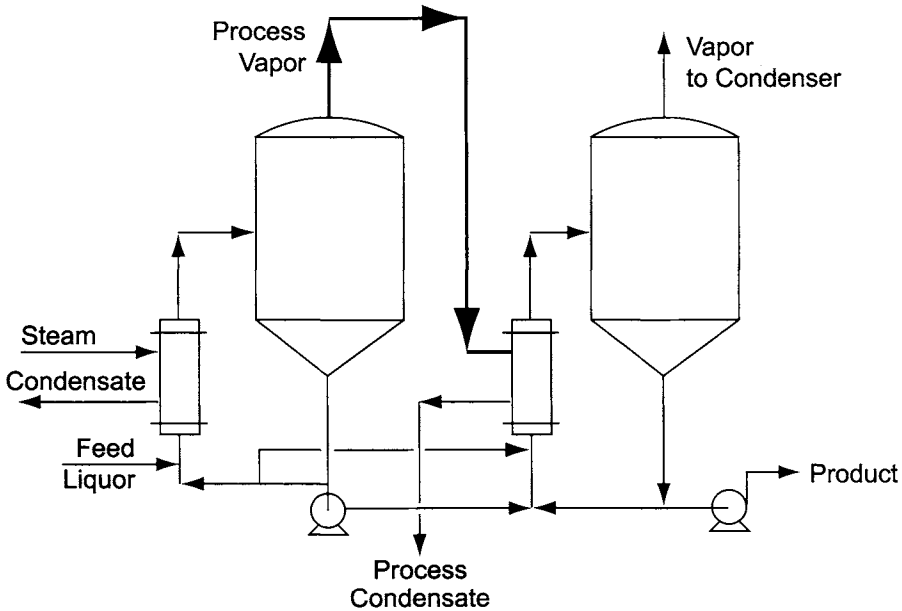 Process
Vapor
Vapor
to Condenser
Steam
Condensate
Feed
Liquor
Product
Process
Condensate